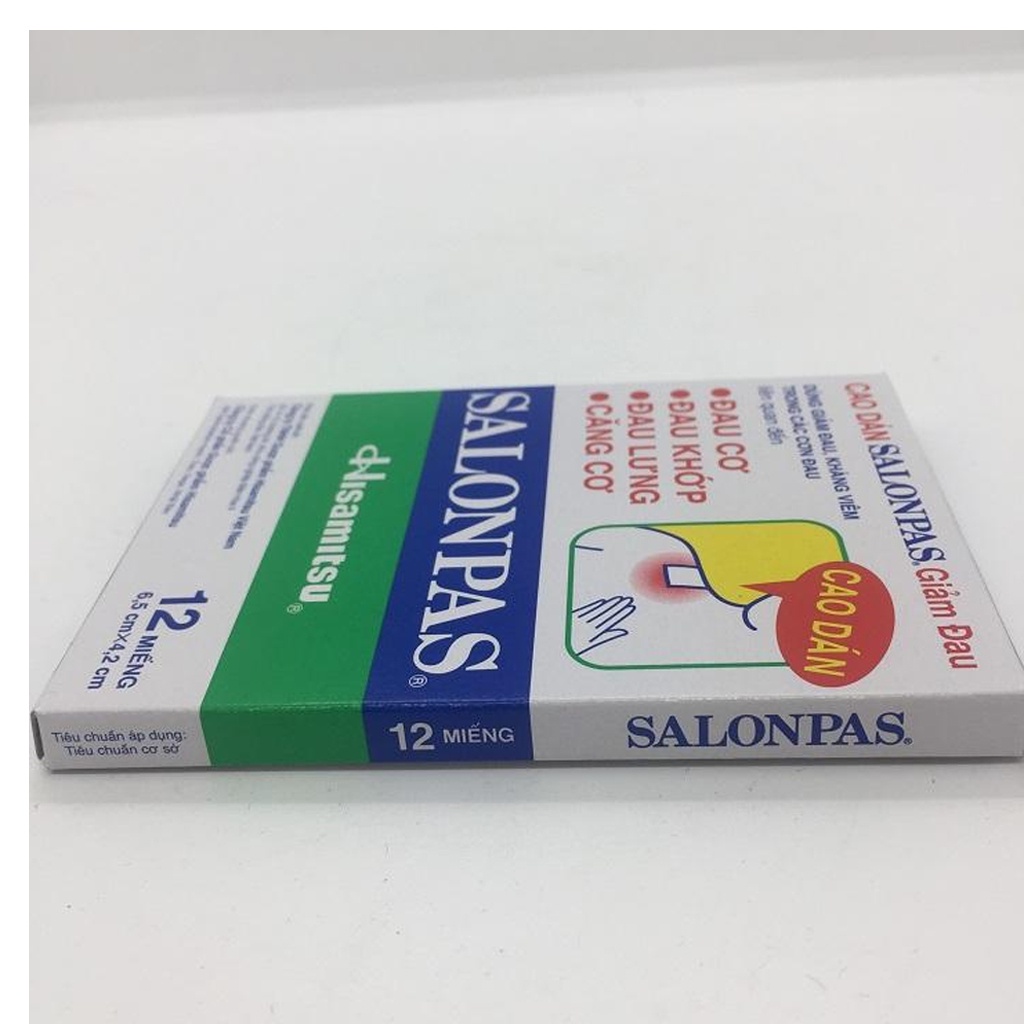 CAO DÁN SALONPAS® Giảm Đau
DÙNG GIẢM ĐAU, KHÁNG VIÊM
TRONG CÁC CƠN ĐAU
liên quan đến
•ĐAU CƠ
•ĐAU KHỚP
•ĐAU LƯNG
•CĂNG CƠ
CAO DÁN
SALONPAS®
Hisamitsu®
12 MIẾNG
6,5 cm×4,2 cm
Tiêu chuẩn áp dụng:
Tiêu chuẩn cơ sở
12 MIẾNG
SALONPAS®